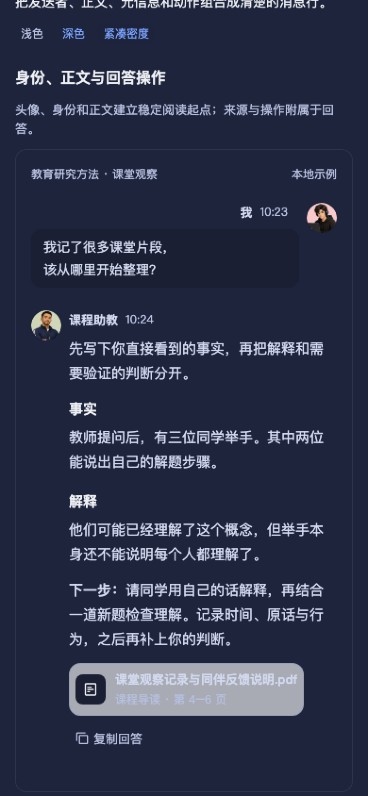 把发送者、正文、元信息和动作组合成清楚的消息行。
浅色 深色 紧凑密度
身份、正文与回答操作
头像、身份和正文建立稳定阅读起点；来源与操作附属于回
答。
教育研究方法 · 课堂观察 本地示例
我 10:23
我记了很多课堂片段，
该从哪里开始整理？
课程助教 10:24
先写下你直接看到的事实，再把解释和需
要验证的判断分开。
事实
教师提问后，有三位同学举手。其中两位
能说出自己的解题步骤。
解释
他们可能已经理解了这个概念，但举手本
身还不能说明每个人都理解了。
下一步：请同学用自己的话解释，再结合
一道新题检查理解。记录时间、原话与行
为，之后再补上你的判断。
课堂观察记录与同伴反馈说明.pdf
课程导读 · 第 4–6 页
复制回答